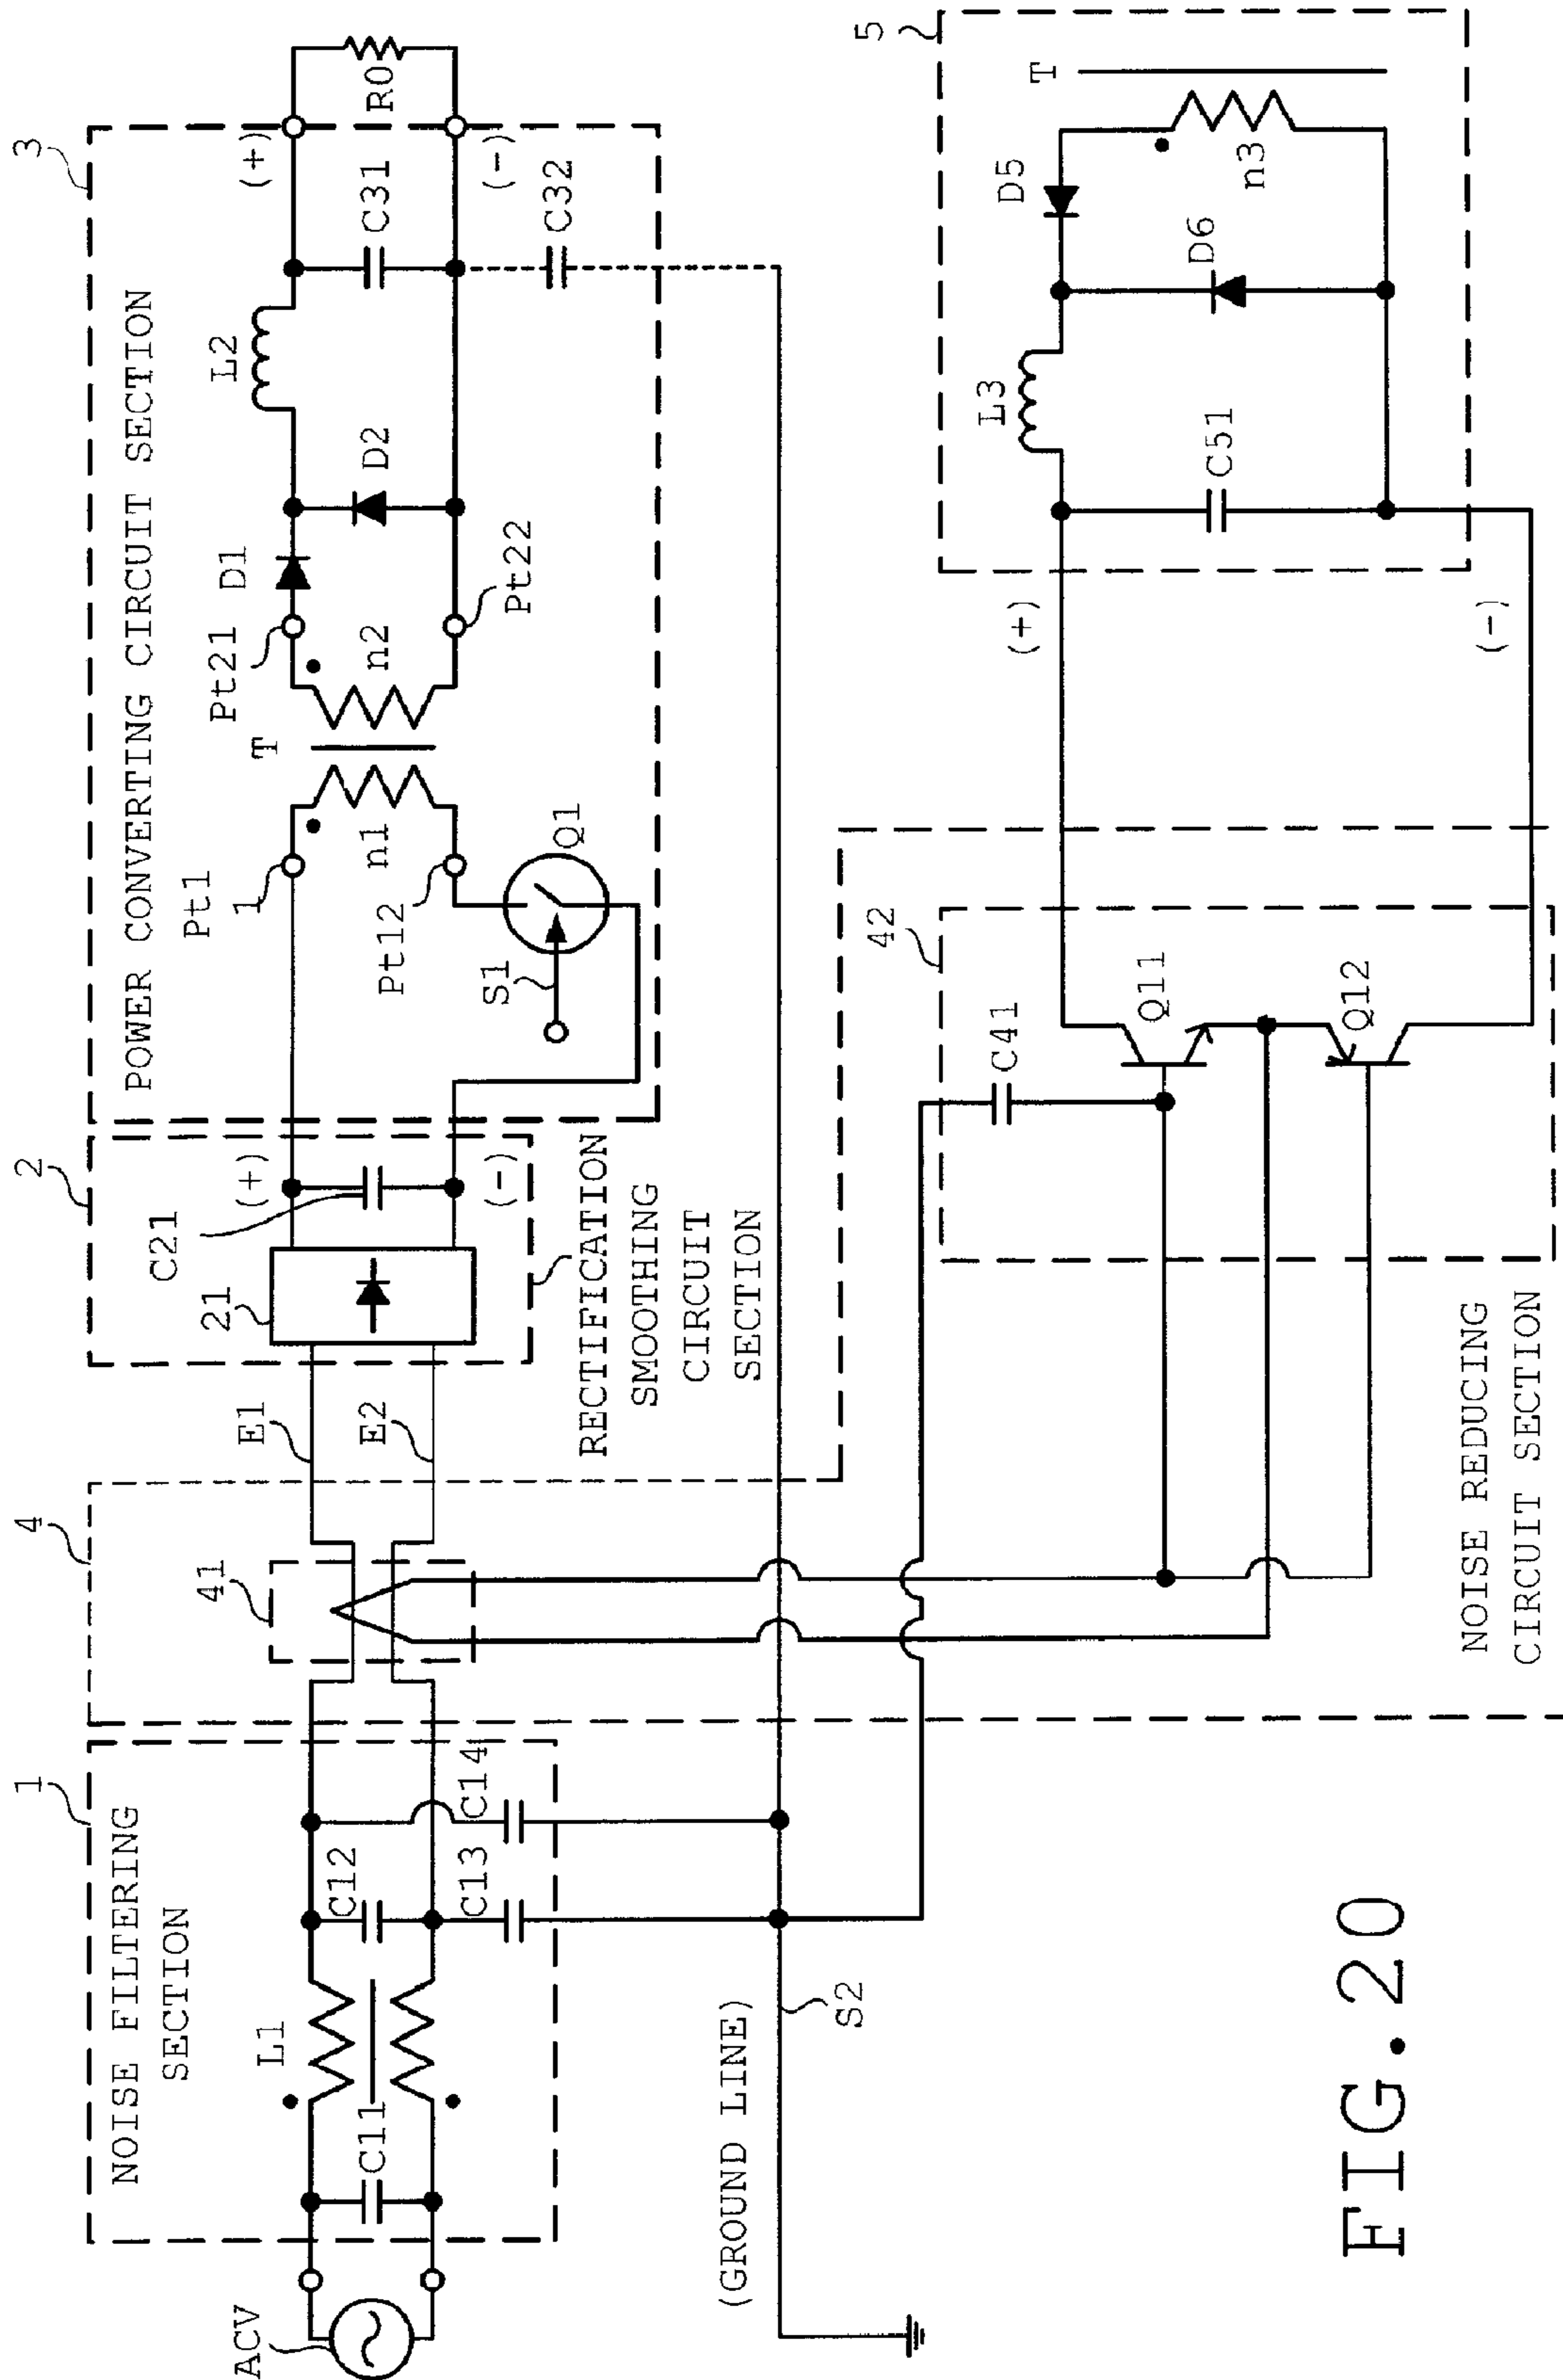 1
NOISE FILTERING
SECTION
ACV
C11
L1
C12
C13
C14
4
41
E1
E2
2
21
C21
(+)
(-)
RECTIFICATION
SMOOTHING
CIRCUIT
SECTION
3
POWER CONVERTING CIRCUIT SECTION
Pt1
1
Pt12
n1
S1
Q1
T
n2
Pt21
Pt22
D1
D2
L2
C31
C32
(+)
(-)
R0
(GROUND LINE)
S2
NOISE REDUCING
CIRCUIT SECTION
42
C41
Q11
Q12
(+)
(-)
5
L3
C51
D5
D6
n3
T
FIG.20